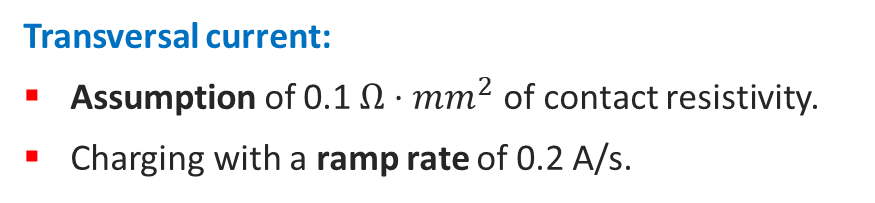 Transversal current:
▪ Assumption of 0.1 Ω · mm² of contact resistivity.
▪ Charging with a ramp rate of 0.2 A/s.